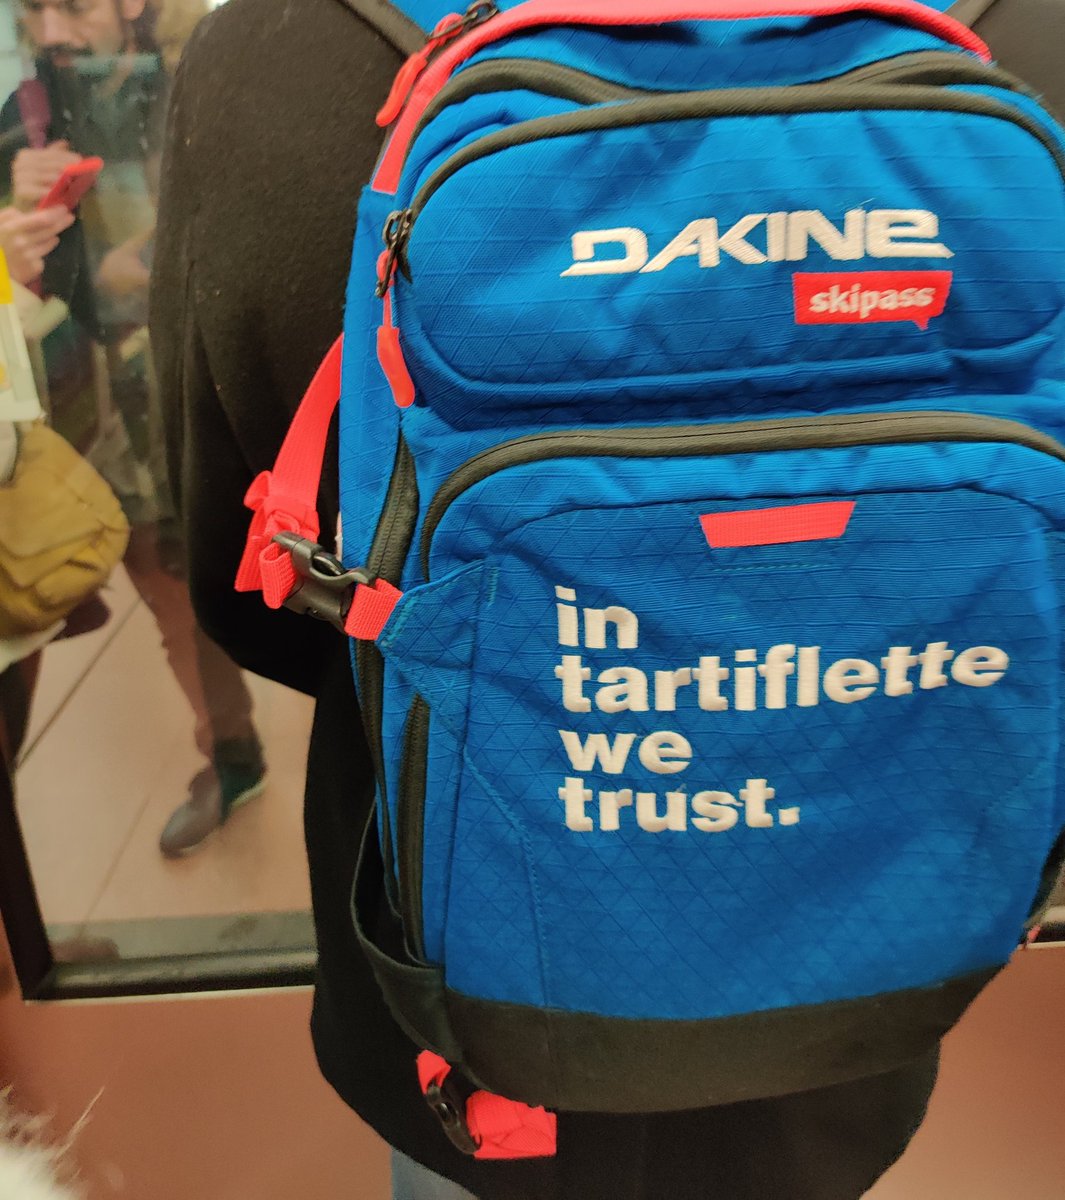 DAKINE
skipass
in
tartiflette
we
trust.